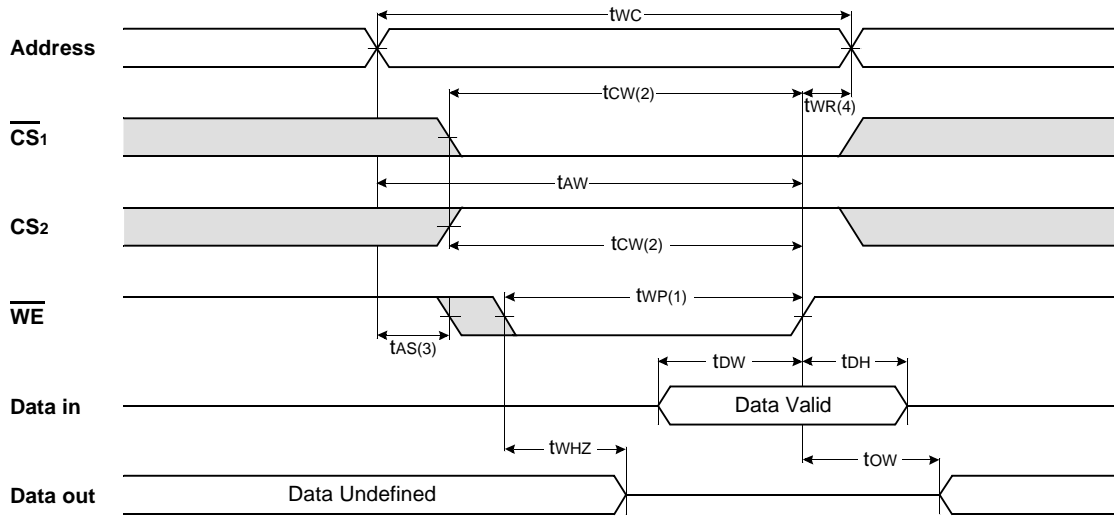 tWC
Address
tCW(2)
tWR(4)
CS1
tAW
CS2
tCW(2)
tWP(1)
WE
tAS(3)
tDW
tDH
Data in
Data Valid
tWHZ
tOW
Data out
Data Undefined